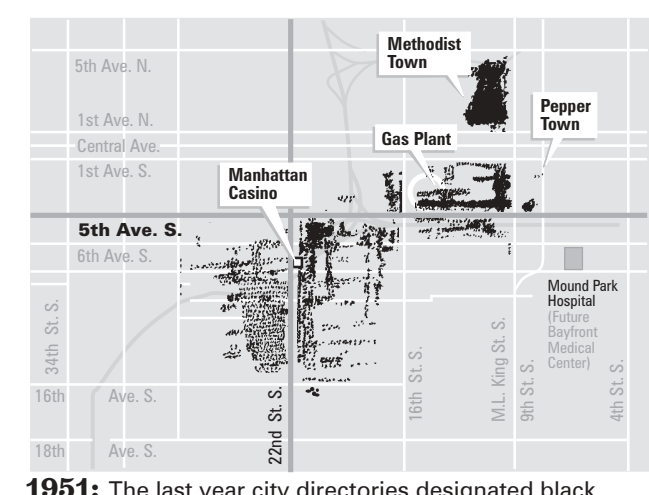 Methodist
Town
5th Ave. N.
Pepper
Town
1st Ave. N.
Gas Plant
Central Ave.
1st Ave. S.
Manhattan
Casino
5th Ave. S.
6th Ave. S.
Mound Park
Hospital
(Future
Bayfront
Medical
Center)
34th St. S.
22nd St. S.
16th St. S.
M.L. King St. S.
9th St. S.
4th St. S.
16th Ave. S.
18th Ave. S.
1951: The last year city directories designated black